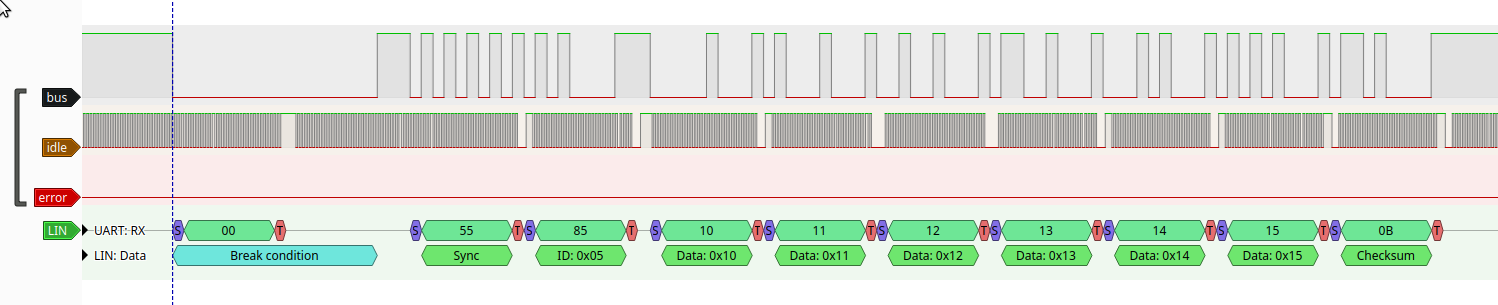 bus
idle
error
LIN UART: RX S 00 T S 55 T S 85 T S 10 T S 11 T S 12 T S 13 T S 14 T S 15 T S 0B T
LIN: Data Break condition Sync ID: 0x05 Data: 0x10 Data: 0x11 Data: 0x12 Data: 0x13 Data: 0x14 Data: 0x15 Checksum